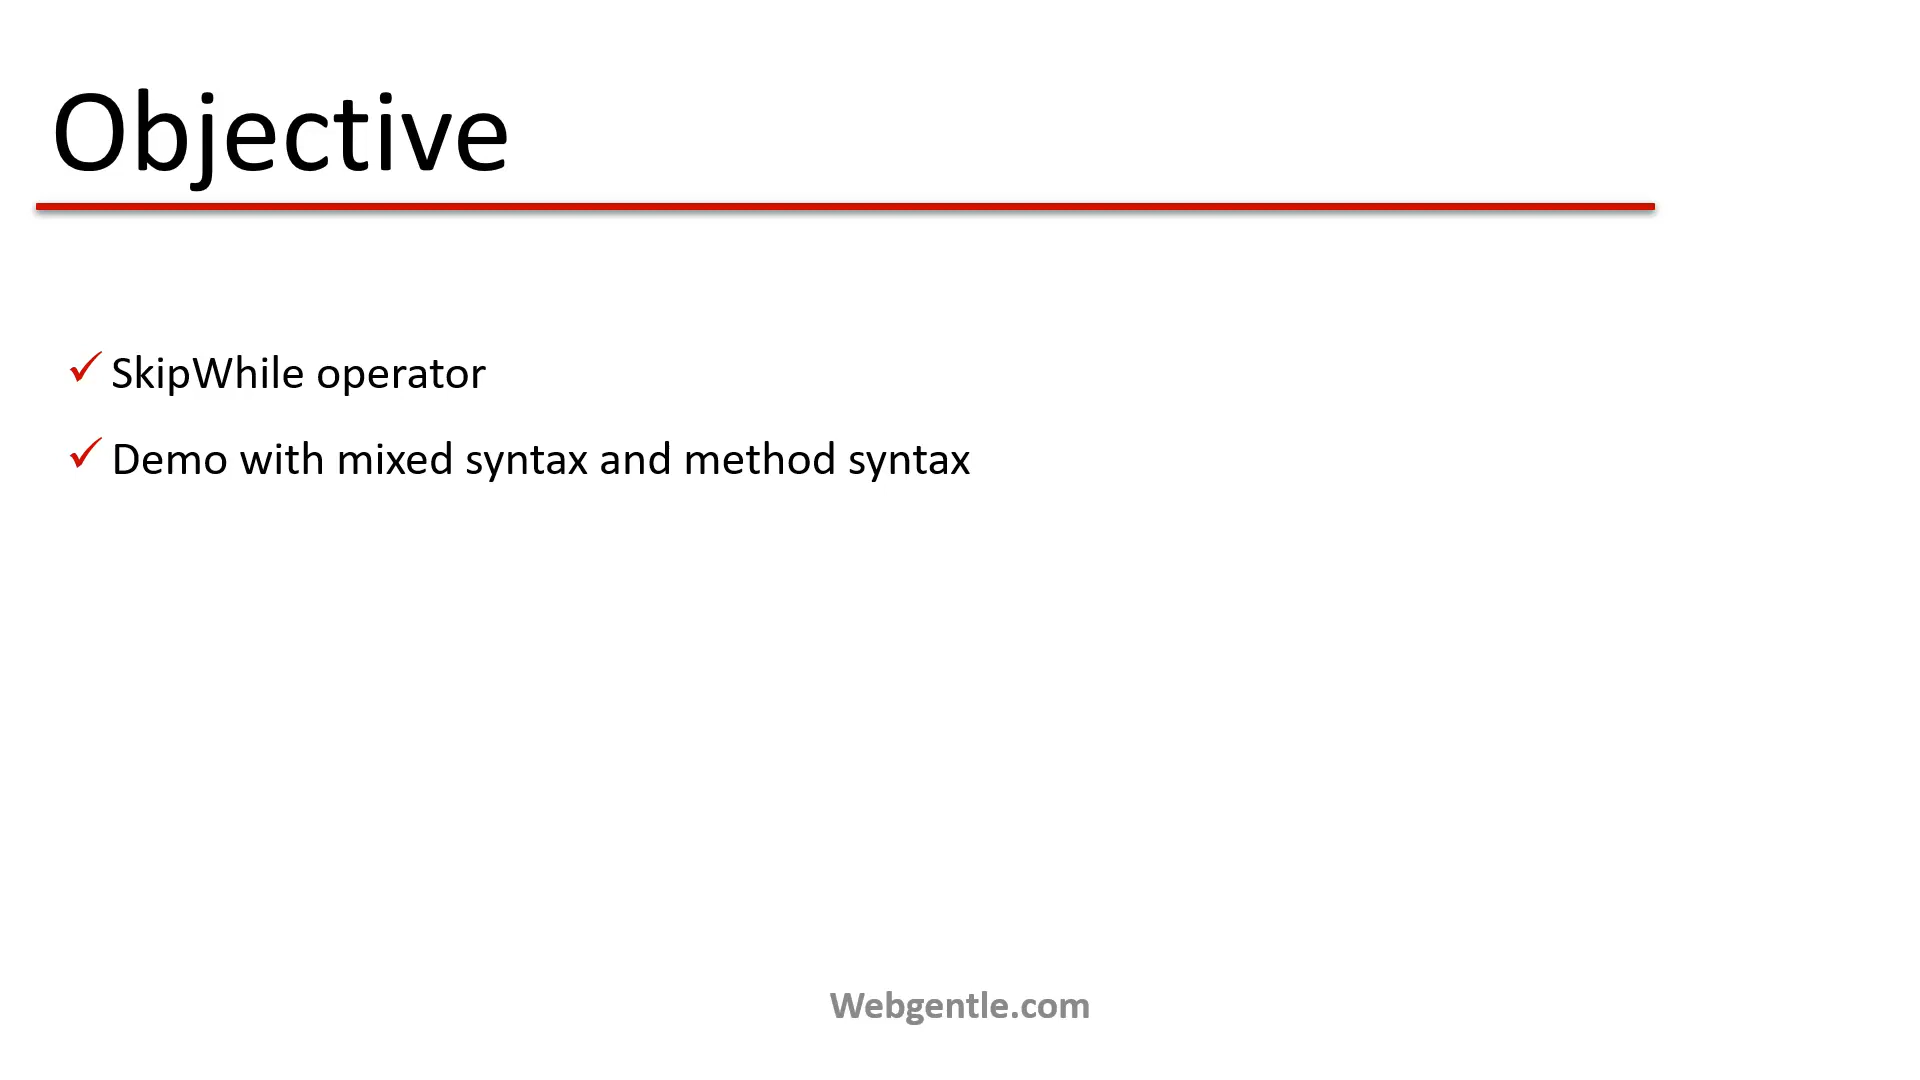 Objective
SkipWhile operator
Demo with mixed syntax and method syntax
Webgentle.com